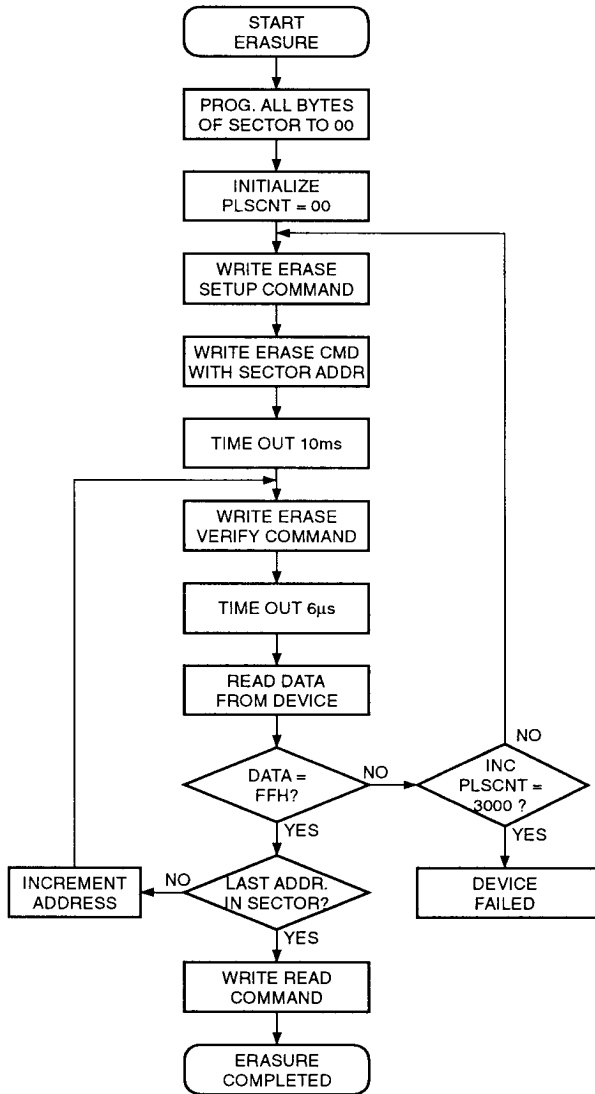 START
ERASURE
PROG. ALL BYTES
OF SECTOR TO 00
INITIALIZE
PLSCNT = 00
WRITE ERASE
SETUP COMMAND
WRITE ERASE CMD
WITH SECTOR ADDR
TIME OUT 10ms
WRITE ERASE
VERIFY COMMAND
TIME OUT 6µs
READ DATA
FROM DEVICE
DATA =
FFH?
NO
INC
PLSCNT =
3000 ?
NO
YES
YES
DEVICE
FAILED
LAST ADDR.
IN SECTOR?
NO
INCREMENT
ADDRESS
YES
WRITE READ
COMMAND
ERASURE
COMPLETED